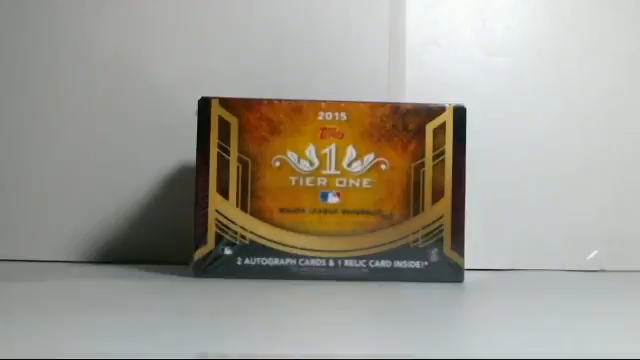 2015
Topps
1
TIER ONE
MAJOR LEAGUE BASEBALL
2 AUTOGRAPH CARDS & 1 RELIC CARD INSIDE!*